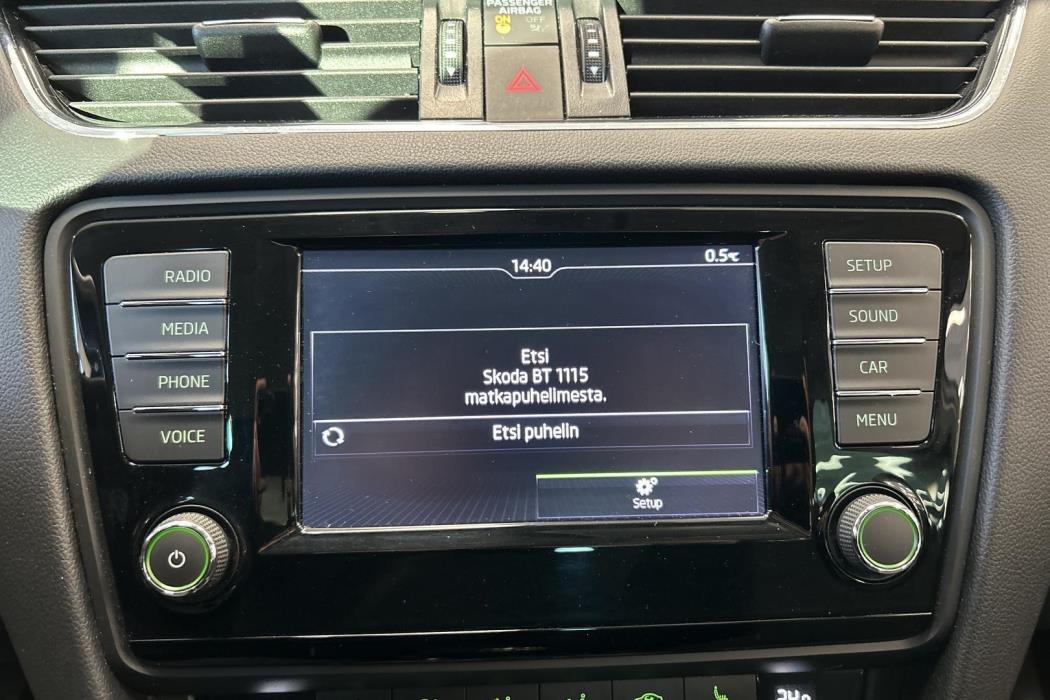 PASSENGER
AIRBAG
ON OFF
14:40
0.5°C
RADIO
MEDIA
PHONE
VOICE
Etsi
Skoda BT 1115
matkapuhelimesta.
Etsi puhelin
Setup
SETUP
SOUND
CAR
MENU